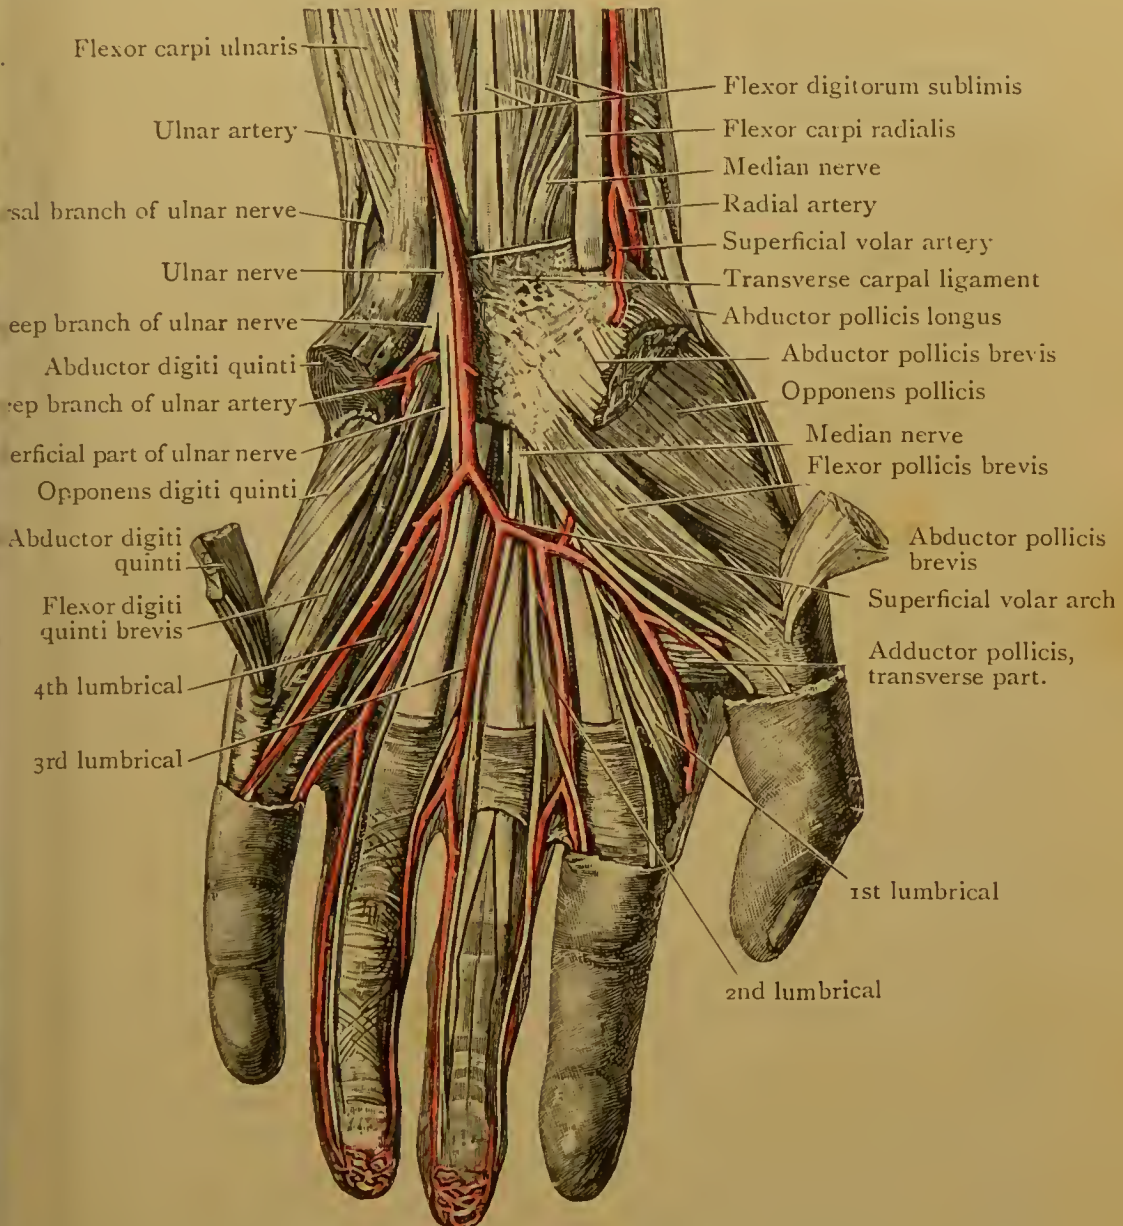 Flexor carpi ulnaris
Ulnar artery
sal branch of ulnar nerve
Ulnar nerve
eep branch of ulnar nerve
Abductor digiti quinti
ep branch of ulnar artery
erficial part of ulnar nerve
Opponens digiti quinti
Abductor digiti
quinti
Flexor digiti
quinti brevis
4th lumbrical
3rd lumbrical
Flexor digitorum sublimis
Flexor carpi radialis
Median nerve
Radial artery
Superficial volar artery
Transverse carpal ligament
Abductor pollicis longus
Abductor pollicis brevis
Opponens pollicis
Median nerve
Flexor pollicis brevis
Abductor pollicis
brevis
Superficial volar arch
Adductor pollicis,
transverse part.
1st lumbrical
2nd lumbrical